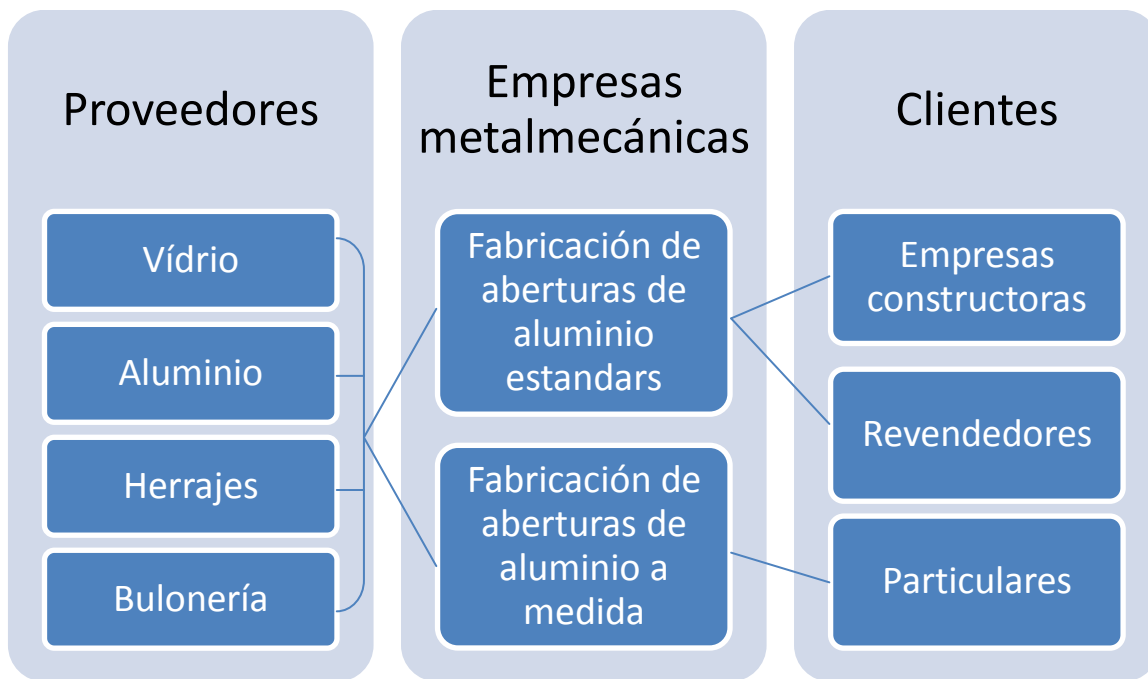 Proveedores
Vídrio
Aluminio
Herrajes
Bulonería
Empresas
metalmecánicas
Fabricación de
aberturas de
aluminio
estandars
Fabricación de
aberturas de
aluminio a
medida
Clientes
Empresas
constructoras
Revendedores
Particulares